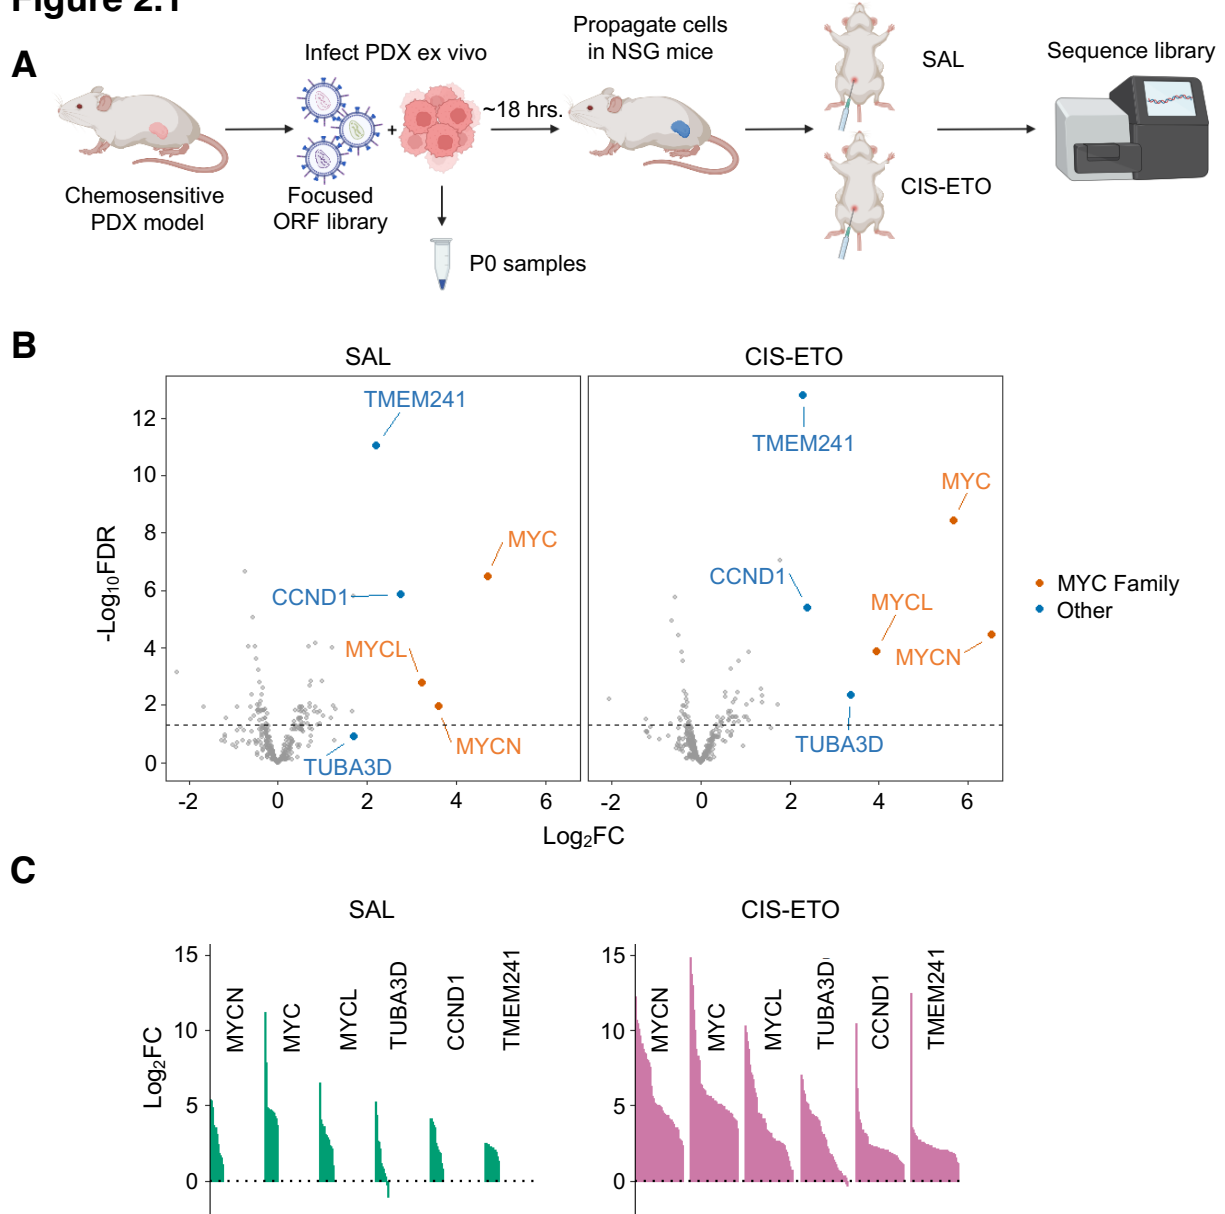 Figure 2.1
A
Infect PDX ex vivo
Propagate cells
in NSG mice
SAL
Sequence library
+
~18 hrs.
CIS-ETO
Chemosensitive
PDX model
Focused
ORF library
P0 samples
B
SAL
CIS-ETO
-Log10FDR
12
10
8
6
4
2
0
TMEM241
MYC
CCND1
MYCL
MYCN
TUBA3D
TMEM241
MYC
CCND1
MYCL
MYCN
TUBA3D
MYC Family
Other
-2
0
2
4
6
-2
0
2
4
6
Log2FC
C
SAL
CIS-ETO
Log2FC
15
10
5
0
MYCN
MYC
MYCL
TUBA3D
CCND1
TMEM241
15
10
5
0
MYCN
MYC
MYCL
TUBA3D
CCND1
TMEM241